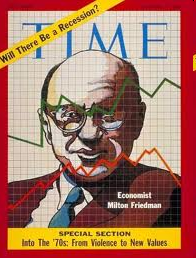 Will There Be a Recession?
TIME
Economist
Milton Friedman
SPECIAL SECTION
Into The '70s: From Violence to New Values